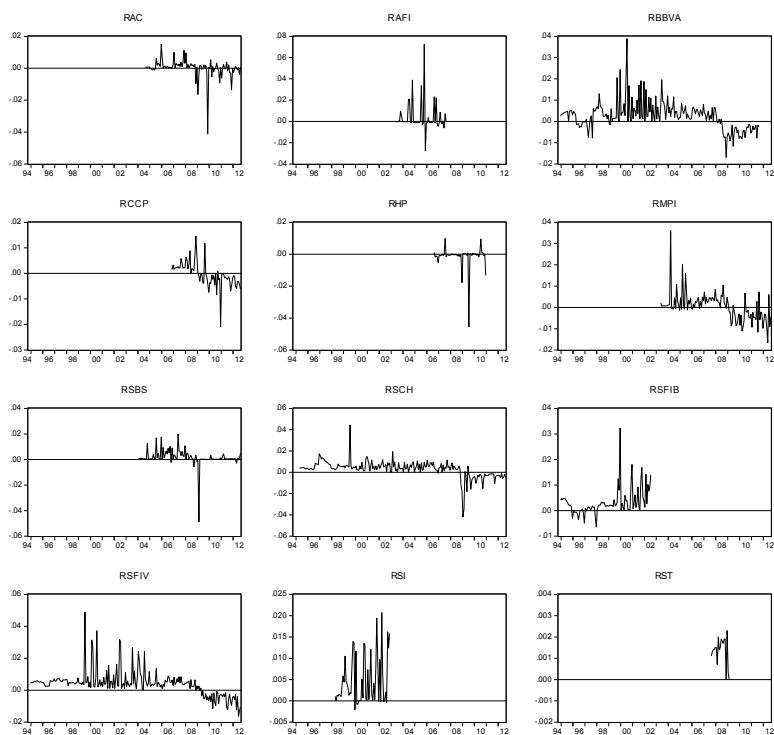 RAC RAFI RBBVA
.02 .00 -.02 -.04 -.06
94 96 98 00 02 04 06 08 10 12
.08 .06 .04 .02 .00 -.02 -.04
94 96 98 00 02 04 06 08 10 12
.04 .03 .02 .01 .00 -.01 -.02
94 96 98 00 02 04 06 08 10 12
RCCP RHP RMPI
.02 .01 .00 -.01 -.02 -.03
94 96 98 00 02 04 06 08 10 12
.02 .00 -.02 -.04 -.06
94 96 98 00 02 04 06 08 10 12
.04 .03 .02 .01 .00 -.01 -.02
94 96 98 00 02 04 06 08 10 12
RSBS RSCH RSFIB
.04 .02 .00 -.02 -.04 -.06
94 96 98 00 02 04 06 08 10 12
.06 .04 .02 .00 -.02 -.04 -.06
94 96 98 00 02 04 06 08 10 12
.04 .03 .02 .01 .00 -.01
94 96 98 00 02 04 06 08 10 12
RSFIV RSI RST
.06 .04 .02 .00 -.02
94 96 98 00 02 04 06 08 10 12
.025 .020 .015 .010 .005 .000 -.005
94 96 98 00 02 04 06 08 10 12
.004 .003 .002 .001 .000 -.001 -.002
94 96 98 00 02 04 06 08 10 12